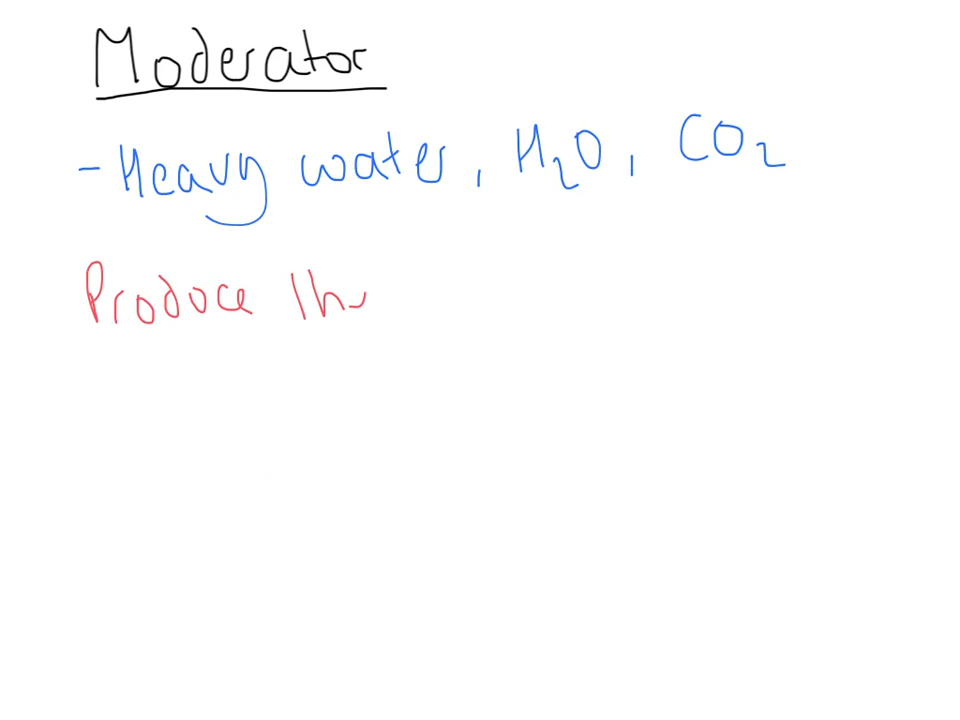 Moderator
- Heavy water, H₂O, CO₂
Produce